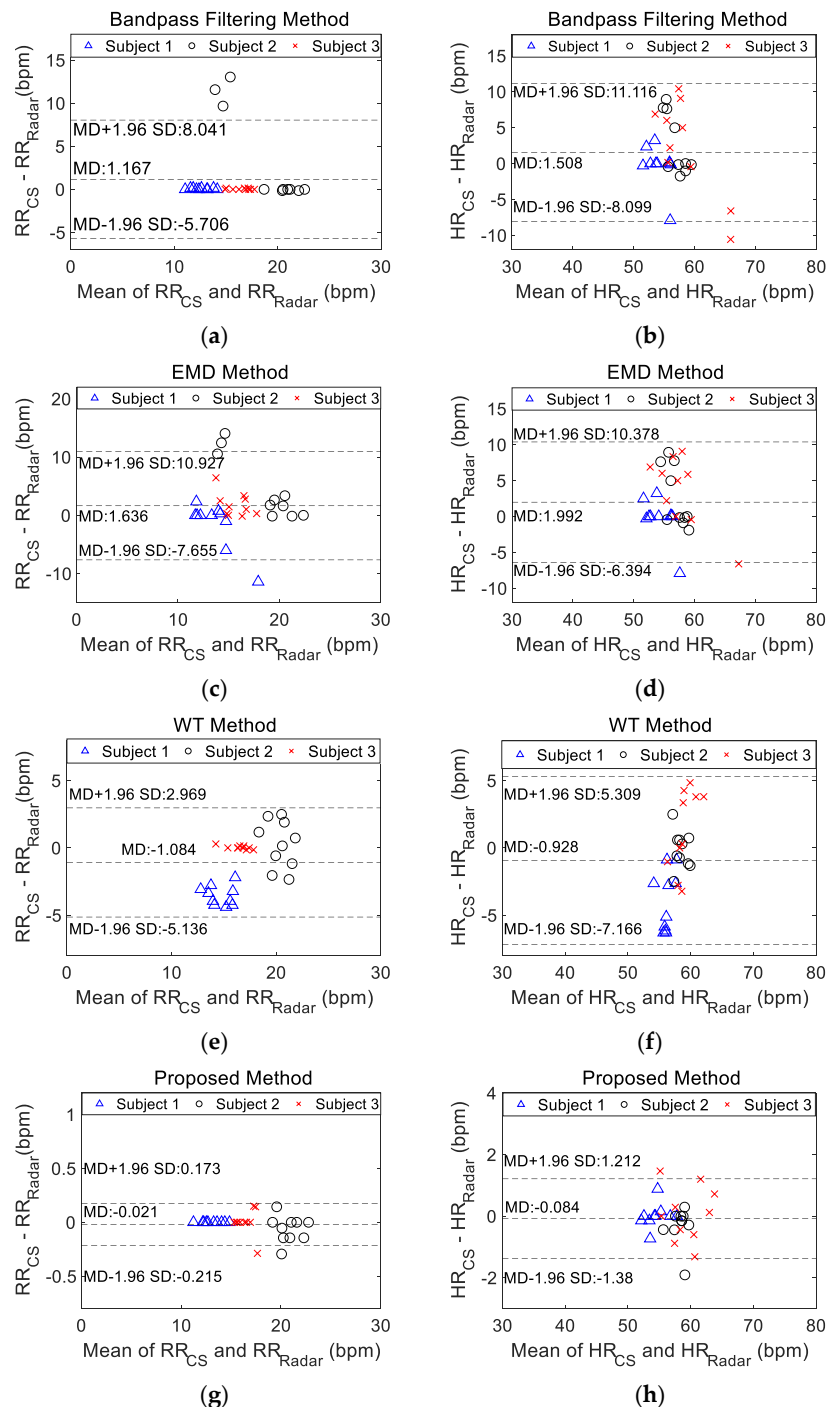 Bandpass Filtering Method
Subject 1 Subject 2 Subject 3
RR_CS - RR_Radar(bpm)
15
10
5
0
-5
MD+1.96 SD:8.041
MD:1.167
MD-1.96 SD:-5.706
0 10 20 30
Mean of RR_CS and RR_Radar (bpm)
(a)
Bandpass Filtering Method
Subject 1 Subject 2 Subject 3
HR_CS - HR_Radar(bpm)
15
10
5
0
-5
-10
MD+1.96 SD:11.116
MD:1.508
MD-1.96 SD:-8.099
30 40 50 60 70 80
Mean of HR_CS and HR_Radar (bpm)
(b)
EMD Method
Subject 1 Subject 2 Subject 3
RR_CS - RR_Radar(bpm)
20
10
0
-10
MD+1.96 SD:10.927
MD:1.636
MD-1.96 SD:-7.655
0 10 20 30
Mean of RR_CS and RR_Radar (bpm)
(c)
EMD Method
Subject 1 Subject 2 Subject 3
HR_CS - HR_Radar(bpm)
15
10
5
0
-5
-10
MD+1.96 SD:10.378
MD:1.992
MD-1.96 SD:-6.394
30 40 50 60 70 80
Mean of HR_CS and HR_Radar (bpm)
(d)
WT Method
Subject 1 Subject 2 Subject 3
RR_CS - RR_Radar(bpm)
5
0
-5
MD+1.96 SD:2.969
MD:-1.084
MD-1.96 SD:-5.136
0 10 20 30
Mean of RR_CS and RR_Radar (bpm)
(e)
WT Method
Subject 1 Subject 2 Subject 3
HR_CS - HR_Radar(bpm)
5
0
-5
MD+1.96 SD:5.309
MD:-0.928
MD-1.96 SD:-7.166
30 40 50 60 70 80
Mean of HR_CS and HR_Radar (bpm)
(f)
Proposed Method
Subject 1 Subject 2 Subject 3
RR_CS - RR_Radar(bpm)
1
0.5
0
-0.5
MD+1.96 SD:0.173
MD:-0.021
MD-1.96 SD:-0.215
0 10 20 30
Mean of RR_CS and RR_Radar (bpm)
(g)
Proposed Method
Subject 1 Subject 2 Subject 3
HR_CS - HR_Radar(bpm)
4
2
0
-2
MD+1.96 SD:1.212
MD:-0.084
MD-1.96 SD:-1.38
30 40 50 60 70 80
Mean of HR_CS and HR_Radar (bpm)
(h)